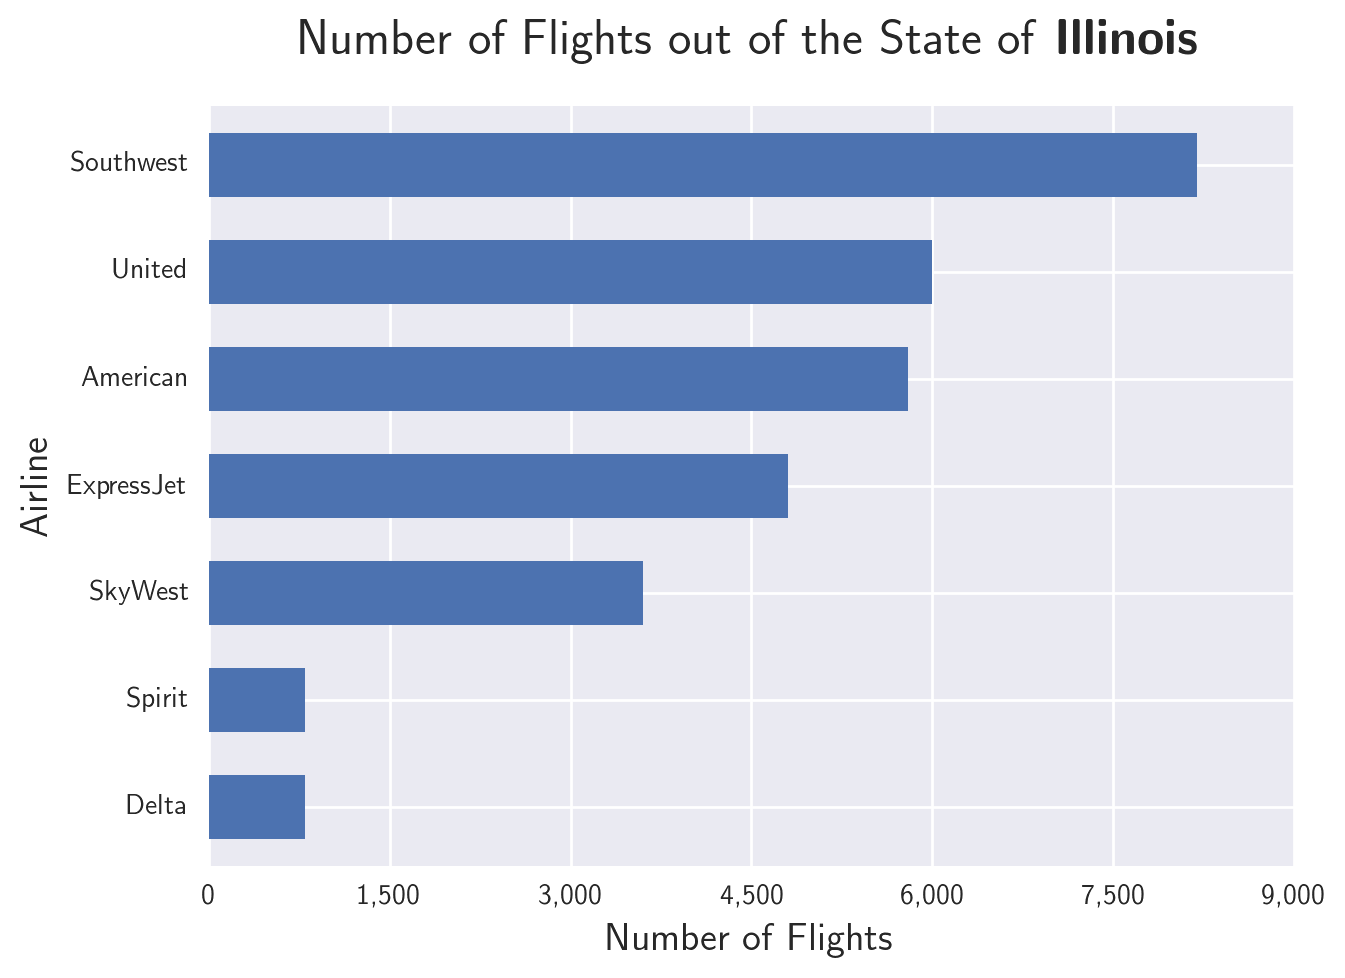 Number of Flights out of the State of Illinois
Southwest
United
American
ExpressJet
SkyWest
Spirit
Delta
Airline
0 1,500 3,000 4,500 6,000 7,500 9,000
Number of Flights